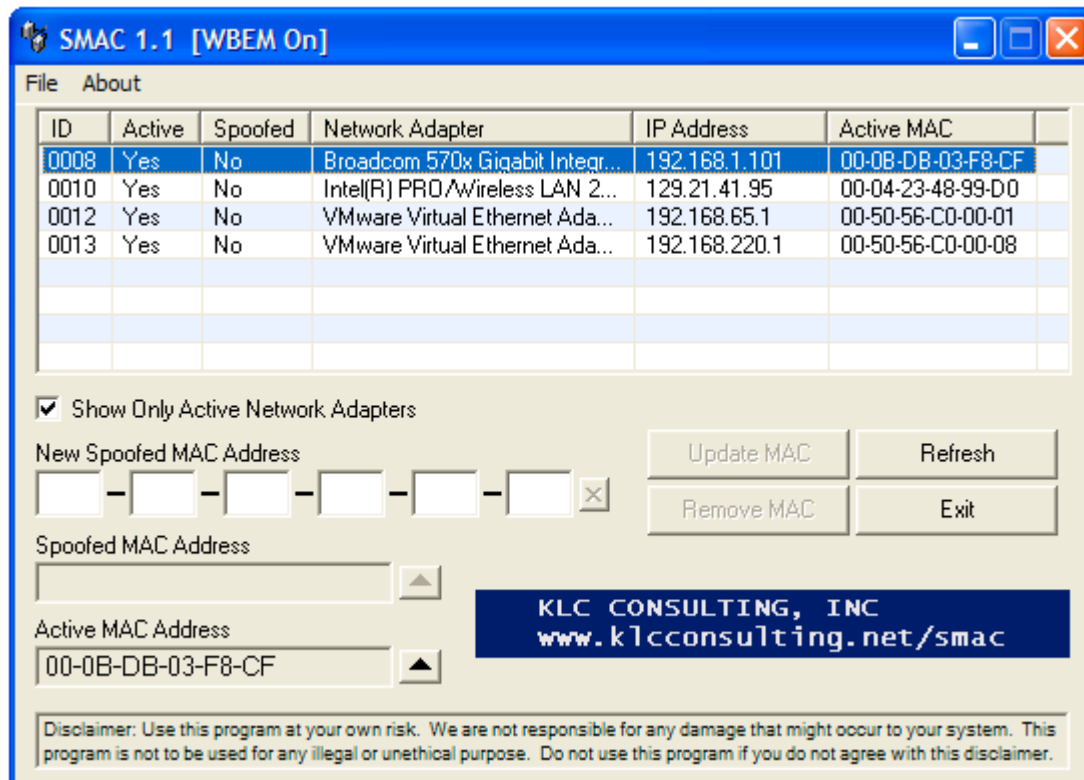 SMAC 1.1 [WBEM On]
File About
ID Active Spoofed Network Adapter IP Address Active MAC
0008 Yes No Broadcom 570x Gigabit Integr... 192.168.1.101 00-0B-DB-03-F8-CF
0010 Yes No Intel(R) PRO/Wireless LAN 2... 129.21.41.95 00-04-23-48-99-D0
0012 Yes No VMware Virtual Ethernet Ada... 192.168.65.1 00-50-56-C0-00-01
0013 Yes No VMware Virtual Ethernet Ada... 192.168.220.1 00-50-56-C0-00-08
Show Only Active Network Adapters
New Spoofed MAC Address
Update MAC Refresh
Remove MAC Exit
Spoofed MAC Address
KLC CONSULTING, INC
www.klcconsulting.net/smac
Active MAC Address
00-0B-DB-03-F8-CF
Disclaimer: Use this program at your own risk. We are not responsible for any damage that might occur to your system. This
program is not to be used for any illegal or unethical purpose. Do not use this program if you do not agree with this disclaimer.